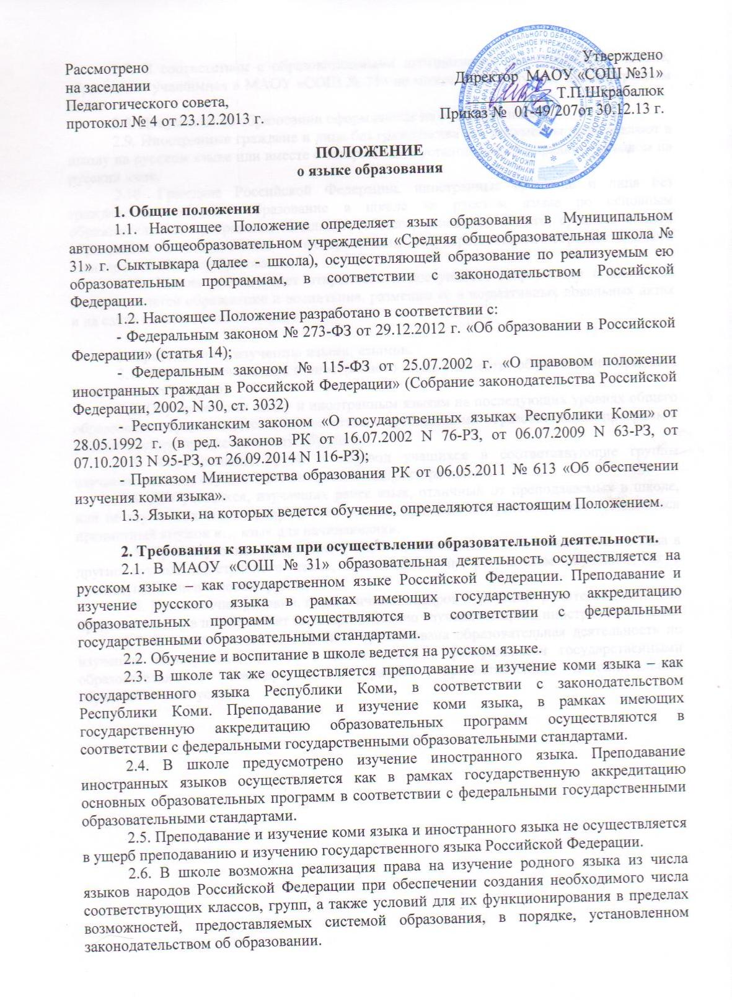 Рассмотрено
на заседании
Педагогического совета,
протокол № 4 от 23.12.2013 г.
Утверждено
Директор МАОУ «СОШ №31»
Т.П.Шкрабалюк
Приказ № 01-49/207от 30.12.13 г.
ПОЛОЖЕНИЕ
о языке образования
1. Общие положения
1.1. Настоящее Положение определяет язык образования в Муниципальном
автономном общеобразовательном учреждении «Средняя общеобразовательная школа №
31» г. Сыктывкара (далее - школа), осуществляющей образование по реализуемым ею
образовательным программам, в соответствии с законодательством Российской
Федерации.
1.2. Настоящее Положение разработано в соответствии с:
- Федеральным законом № 273-ФЗ от 29.12.2012 г. «Об образовании в Российской
Федерации» (статья 14);
- Федеральным законом № 115-ФЗ от 25.07.2002 г. «О правовом положении
иностранных граждан в Российской Федерации» (Собрание законодательства Российской
Федерации, 2002, N 30, ст. 3032)
- Республиканским законом «О государственных языках Республики Коми» от
28.05.1992 г. (в ред. Законов РК от 16.07.2002 N 76-РЗ, от 06.07.2009 N 63-РЗ, от
07.10.2013 N 95-РЗ, от 26.09.2014 N 116-РЗ);
- Приказом Министерства образования РК от 06.05.2011 № 613 «Об обеспечении
изучения коми языка».
1.3. Языки, на которых ведется обучение, определяются настоящим Положением.
2. Требования к языкам при осуществлении образовательной деятельности.
2.1. В МАОУ «СОШ № 31» образовательная деятельность осуществляется на
русском языке – как государственном языке Российской Федерации. Преподавание и
изучение русского языка в рамках имеющих государственную аккредитацию
образовательных программ осуществляются в соответствии с федеральными
государственными образовательными стандартами.
2.2. Обучение и воспитание в школе ведется на русском языке.
2.3. В школе так же осуществляется преподавание и изучение коми языка – как
государственного языка Республики Коми, в соответствии с законодательством
Республики Коми. Преподавание и изучение коми языка, в рамках имеющих
государственную аккредитацию образовательных программ осуществляются в
соответствии с федеральными государственными образовательными стандартами.
2.4. В школе предусмотрено изучение иностранного языка. Преподавание
иностранных языков осуществляется как в рамках государственную аккредитацию
основных образовательных программ в соответствии с федеральными государственными
образовательными стандартами.
2.5. Преподавание и изучение коми языка и иностранного языка не осуществляется
в ущерб преподаванию и изучению государственного языка Российской Федерации.
2.6. В школе возможна реализация права на изучение родного языка из числа
языков народов Российской Федерации при обеспечении создания необходимого числа
соответствующих классов, групп, а также условий для их функционирования в пределах
возможностей, предоставляемых системой образования, в порядке, установленном
законодательством об образовании.